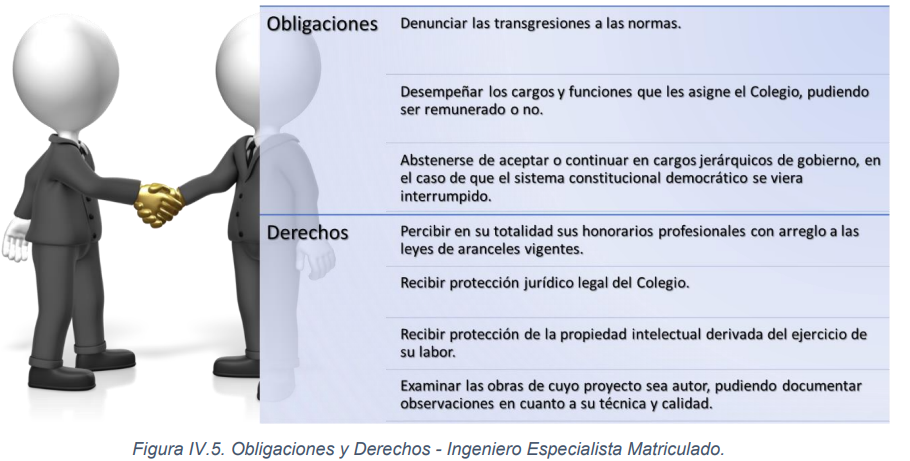 Obligaciones
Denunciar las transgresiones a las normas.
Desempeñar los cargos y funciones que les asigne el Colegio, pudiendo
ser remunerado o no.
Abstenerse de aceptar o continuar en cargos jerárquicos de gobierno, en
el caso de que el sistema constitucional democrático se viera
interrumpido.
Derechos
Percibir en su totalidad sus honorarios profesionales con arreglo a las
leyes de aranceles vigentes.
Recibir protección jurídico legal del Colegio.
Recibir protección de la propiedad intelectual derivada del ejercicio de
su labor.
Examinar las obras de cuyo proyecto sea autor, pudiendo documentar
observaciones en cuanto a su técnica y calidad.
Figura IV.5. Obligaciones y Derechos - Ingeniero Especialista Matriculado.